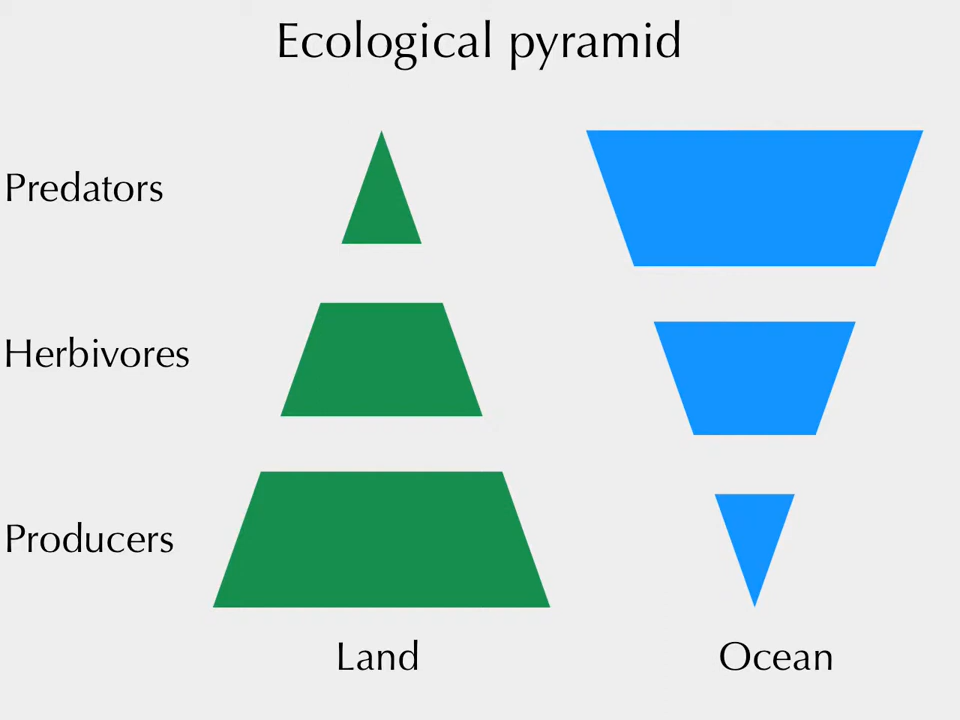 Ecological pyramid
Predators
Herbivores
Producers
Land
Ocean